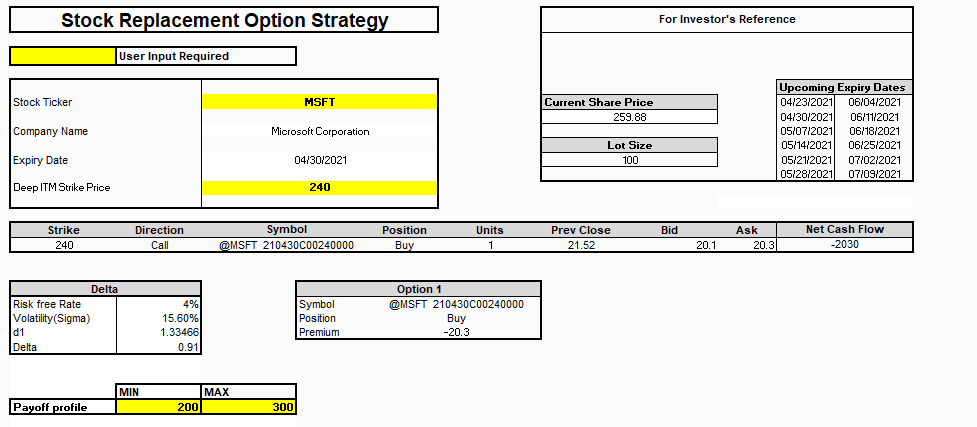 Stock Replacement Option Strategy
For Investor's Reference
User Input Required
Upcoming Expiry Dates
Stock Ticker MSFT
Current Share Price 04/23/2021 06/04/2021
259.88 04/30/2021 06/11/2021
Company Name Microsoft Corporation
05/07/2021 06/18/2021
Lot Size 05/14/2021 06/25/2021
Expiry Date 04/30/2021
100 05/21/2021 07/02/2021
05/28/2021 07/09/2021
Deep ITM Strike Price 240
Strike Direction Symbol Position Units Prev Close Bid Ask Net Cash Flow
240 Call @MSFT 210430C00240000 Buy 1 21.52 20.1 20.3 -2030
Delta
Risk free Rate 4%
Volatility(Sigma) 15.60%
d1 1.33466
Delta 0.91
Option 1
Symbol @MSFT 210430C00240000
Position Buy
Premium -20.3
MIN MAX
Payoff profile 200 300